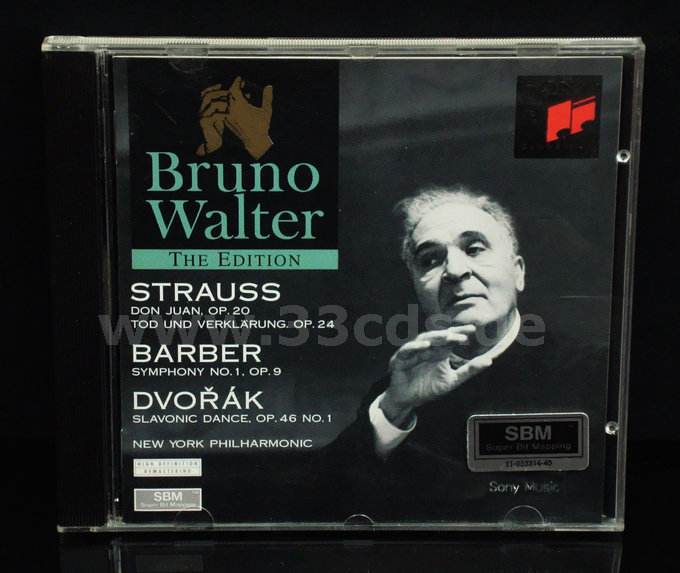 Bruno
Walter
THE EDITION
STRAUSS
DON JUAN, OP. 20
TOD UND VERKLÄRUNG, OP. 24
www.33cds.de
BARBER
SYMPHONY NO. 1, OP. 9
DVOŘÁK
SLAVONIC DANCE, OP. 46 NO. 1
NEW YORK PHILHARMONIC
HIGH DEFINITION
REMASTERING
SBM
Super Bit Mapping
SBM
Super Bit Mapping
Sony Music